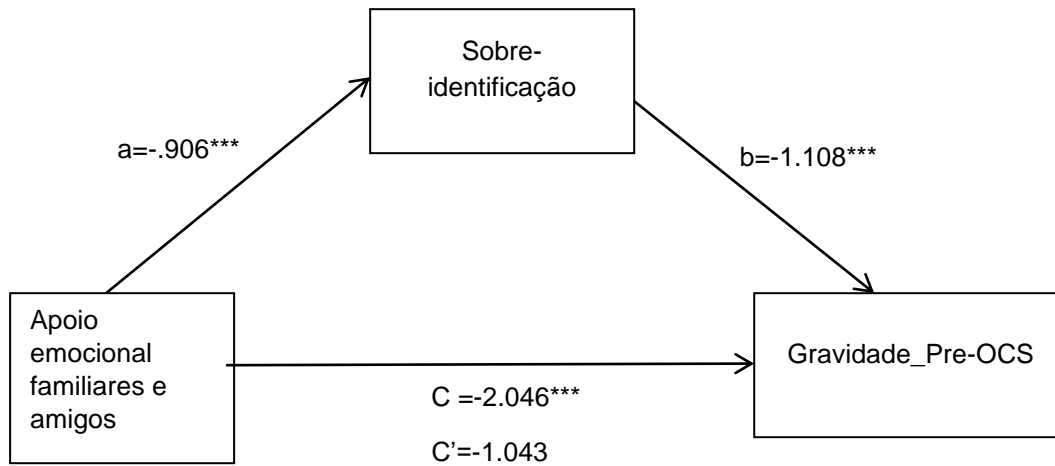 Sobre-
identificação
a=-.906***
b=-1.108***
Apoio
emocional
familiares e
amigos
Gravidade_Pre-OCS
C =-2.046***
C’=-1.043